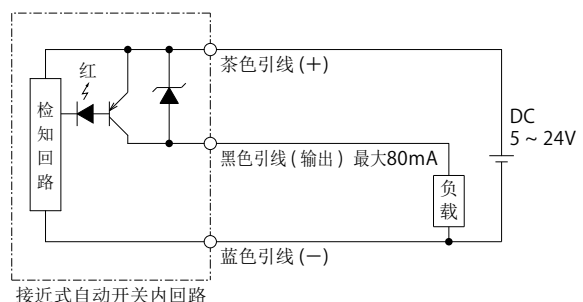 红
检知回路
茶色引线 (+)
DC
5 ~ 24V
黑色引线 ( 输出 ) 最大80mA
负载
蓝色引线 (—)
接近式自动开关内回路